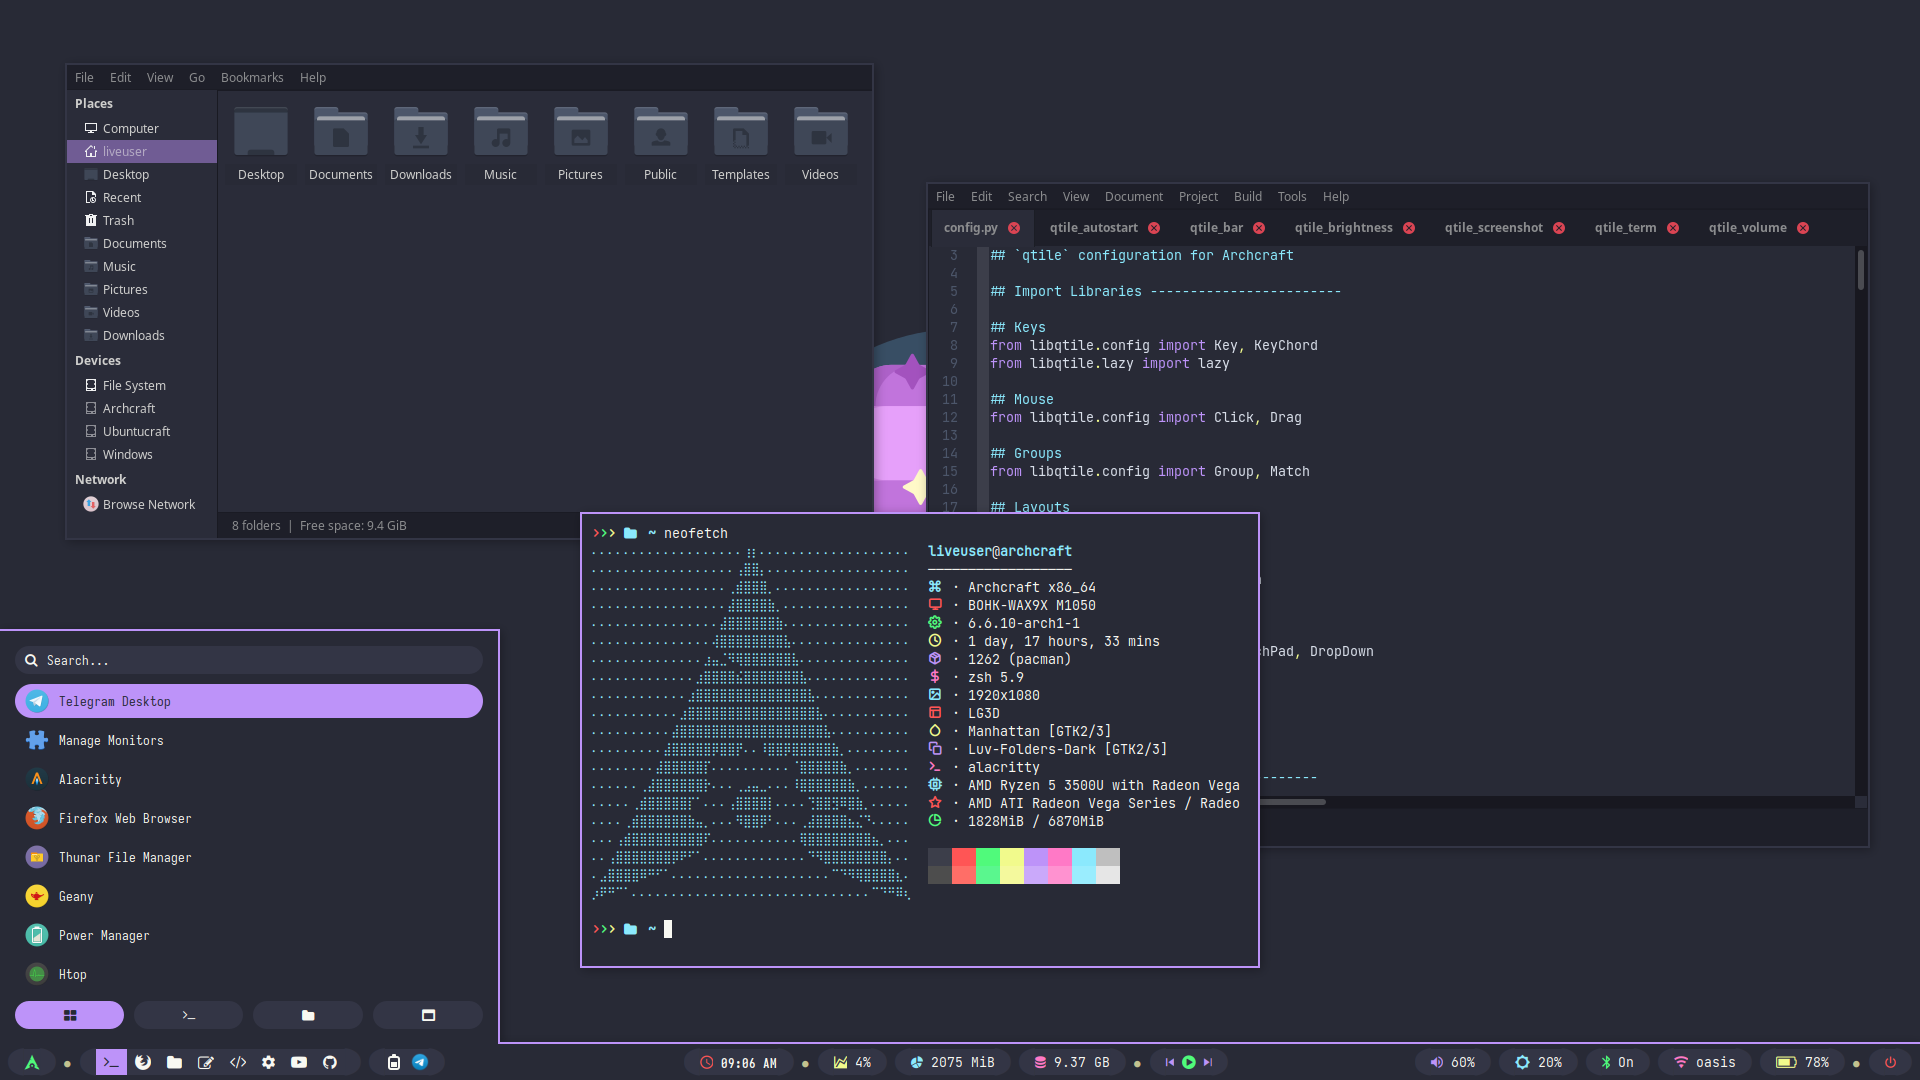 File Edit View Go Bookmarks Help
Places
Computer
liveuser
Desktop
Recent
Trash
Documents
Music
Pictures
Videos
Downloads
Devices
File System
Archcraft
Ubuntucraft
Windows
Network
Browse Network
Desktop Documents Downloads Music Pictures Public Templates Videos
8 folders | Free space: 9.4 GiB
File Edit Search View Document Project Build Tools Help
config.py qtile_autostart qtile_bar qtile_brightness qtile_screenshot qtile_term qtile_volume
3 ## `qtile` configuration for Archcraft
4
5 ## Import Libraries ------------------------
6
7 ## Keys
8 from libqtile.config import Key, KeyChord
9 from libqtile.lazy import lazy
10
11 ## Mouse
12 from libqtile.config import Click, Drag
13
14 ## Groups
15 from libqtile.config import Group, Match
16
17 ## Layouts
hPad, DropDown
-------
~ neofetch
liveuser@archcraft
------------------
· Archcraft x86_64
· BOHK-WAX9X M1050
· 6.6.10-arch1-1
· 1 day, 17 hours, 33 mins
· 1262 (pacman)
· zsh 5.9
· 1920x1080
· LG3D
· Manhattan [GTK2/3]
· Luv-Folders-Dark [GTK2/3]
· alacritty
· AMD Ryzen 5 3500U with Radeon Vega
· AMD ATI Radeon Vega Series / Radeo
· 1828MiB / 6870MiB
~
Search...
Telegram Desktop
Manage Monitors
Alacritty
Firefox Web Browser
Thunar File Manager
Geany
Power Manager
Htop
09:06 AM 4% 2075 MiB 9.37 GB 60% 20% On oasis 78%